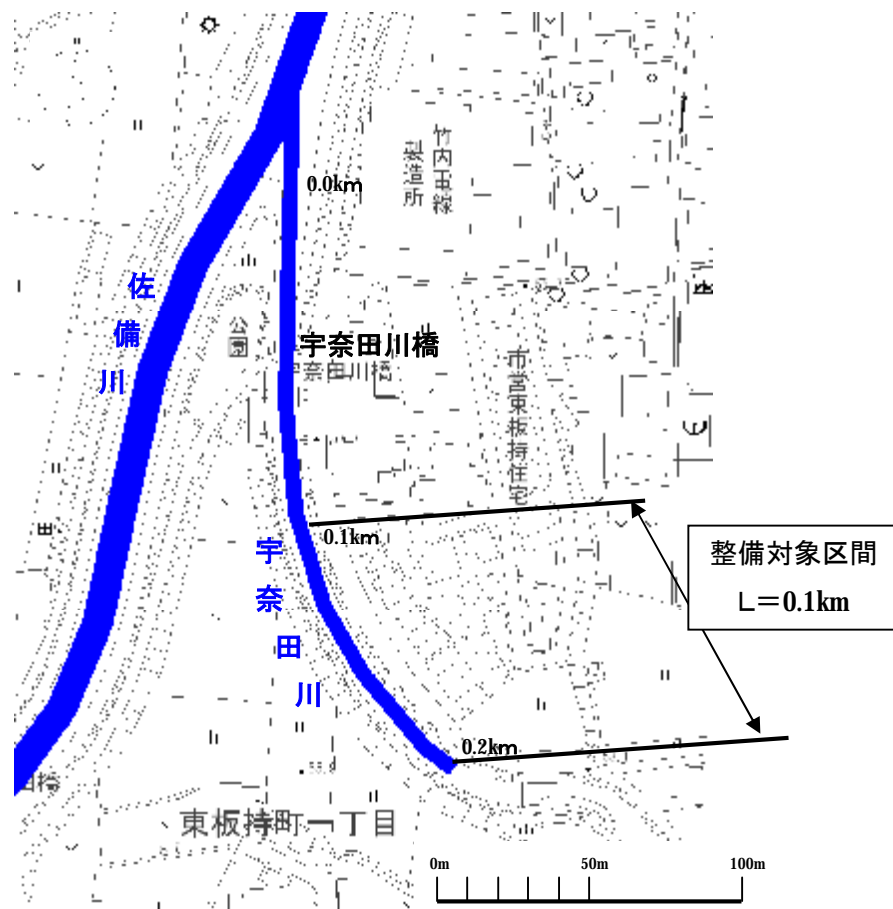 竹内電線
製造所
0.0km
佐備川
公園
宇奈田川橋
宇奈田川橋
市営東板持住宅
0.1km
整備対象区間
L=0.1km
宇奈田川
0.2km
東板持町一丁目
0m 50m 100m